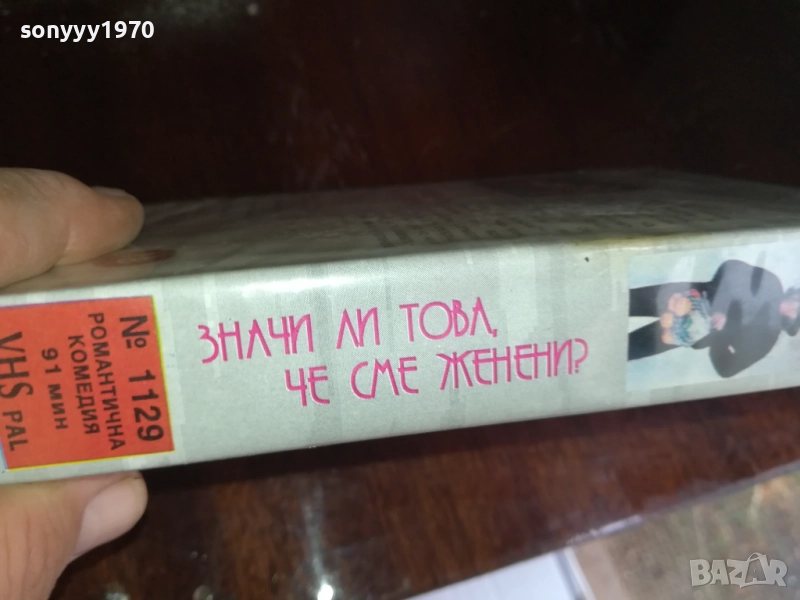 sonyyy1970
№ 1129
РОМАНТИЧНА
КОМЕДИЯ
91 МИН
VHS PAL
ЗНАЧИ ЛИ ТОВА,
ЧЕ СМЕ ЖЕНЕНИ?
BAZAR